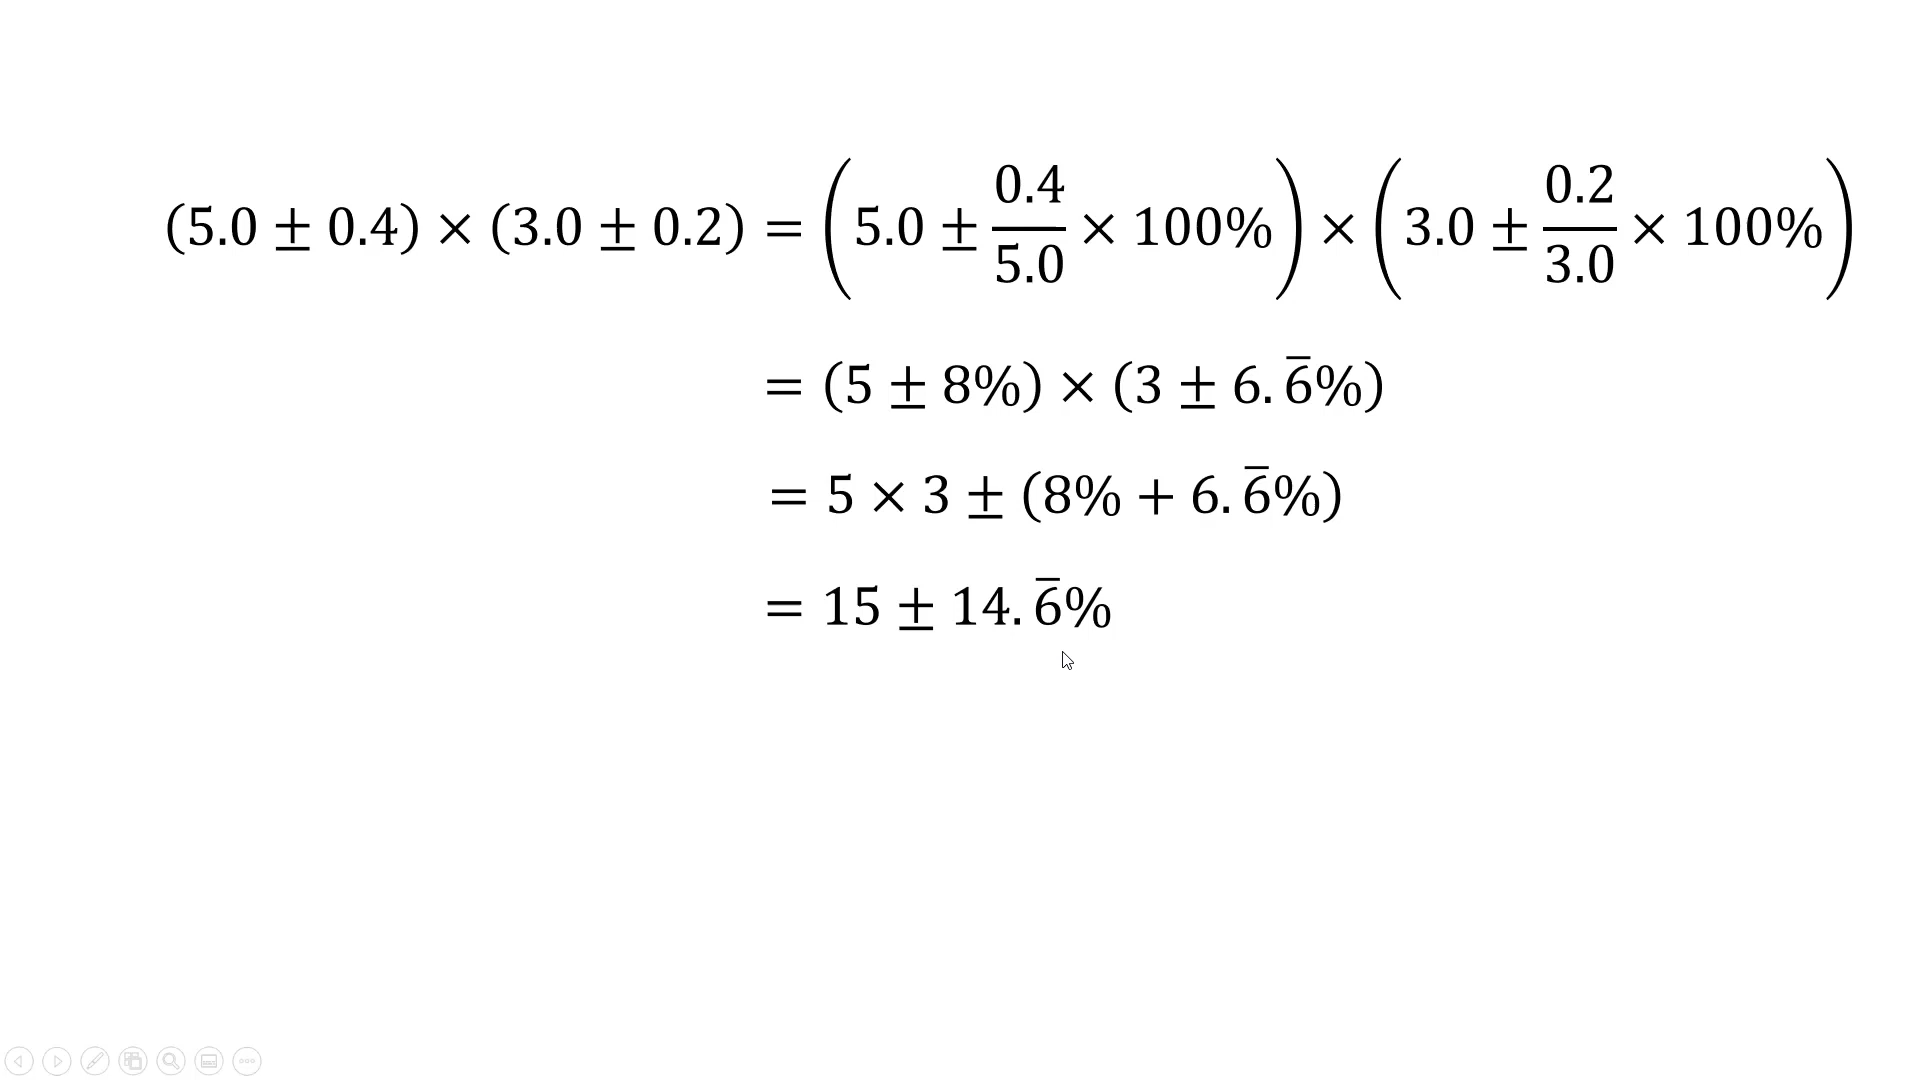 (5.0 ± 0.4) × (3.0 ± 0.2) = (5.0 ± 0.4/5.0 × 100%) × (3.0 ± 0.2/3.0 × 100%)
= (5 ± 8%) × (3 ± 6.6̅%)
= 5 × 3 ± (8% + 6.6̅%)
= 15 ± 14.6̅%